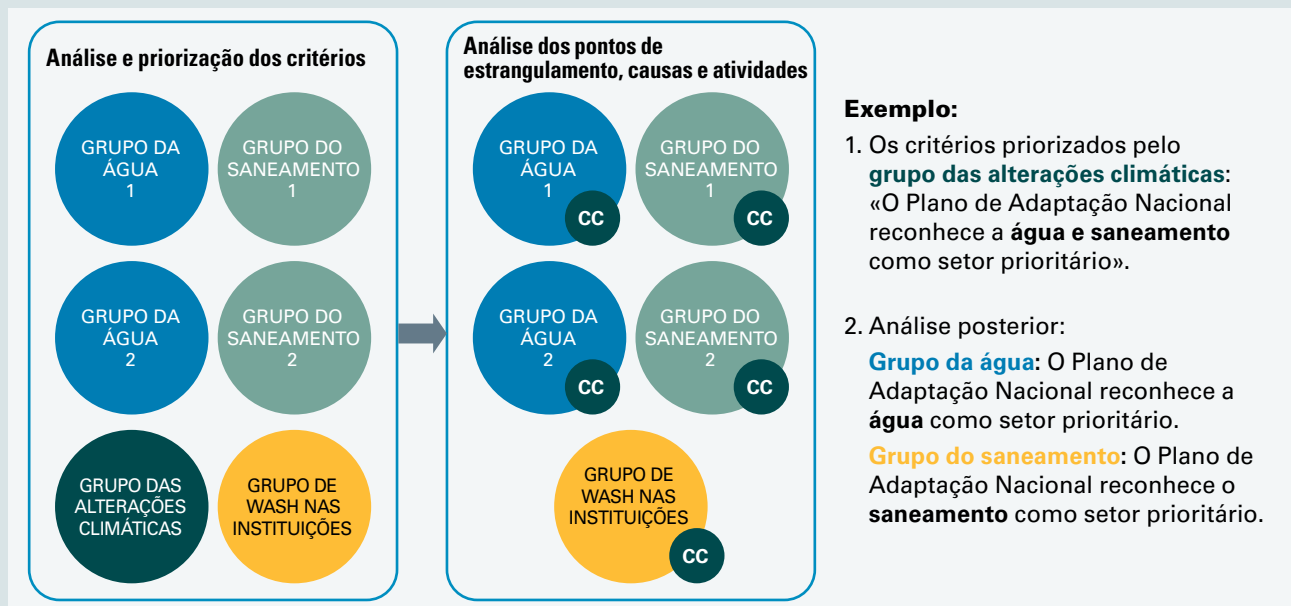 Análise e priorização dos critérios
GRUPO DA
ÁGUA
1
GRUPO DO
SANEAMENTO
1
GRUPO DA
ÁGUA
2
GRUPO DO
SANEAMENTO
2
GRUPO DAS
ALTERAÇÕES
CLIMÁTICAS
GRUPO DE
WASH NAS
INSTITUIÇÕES
Análise dos pontos de
estrangulamento, causas e atividades
GRUPO DA
ÁGUA
1
CC
GRUPO DO
SANEAMENTO
1
CC
GRUPO DA
ÁGUA
2
CC
GRUPO DO
SANEAMENTO
2
CC
GRUPO DE
WASH NAS
INSTITUIÇÕES
CC
Exemplo:
1. Os critérios priorizados pelo
grupo das alterações climáticas:
«O Plano de Adaptação Nacional
reconhece a água e saneamento
como setor prioritário».
2. Análise posterior:
Grupo da água: O Plano de
Adaptação Nacional reconhece a
água como setor prioritário.
Grupo do saneamento: O Plano de
Adaptação Nacional reconhece o
saneamento como setor prioritário.